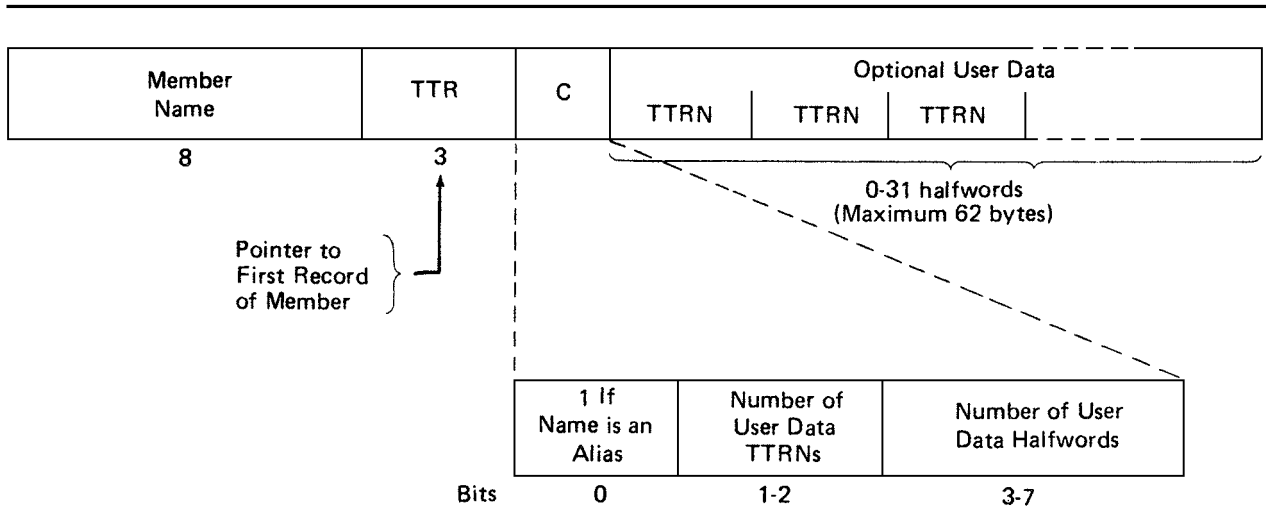 Member
Name
TTR
C
Optional User Data
TTRN
TTRN
TTRN
8
3
0-31 halfwords
(Maximum 62 bytes)
Pointer to
First Record
of Member
1 If
Name is an
Alias
Number of
User Data
TTRNs
Number of User
Data Halfwords
Bits
0
1-2
3-7